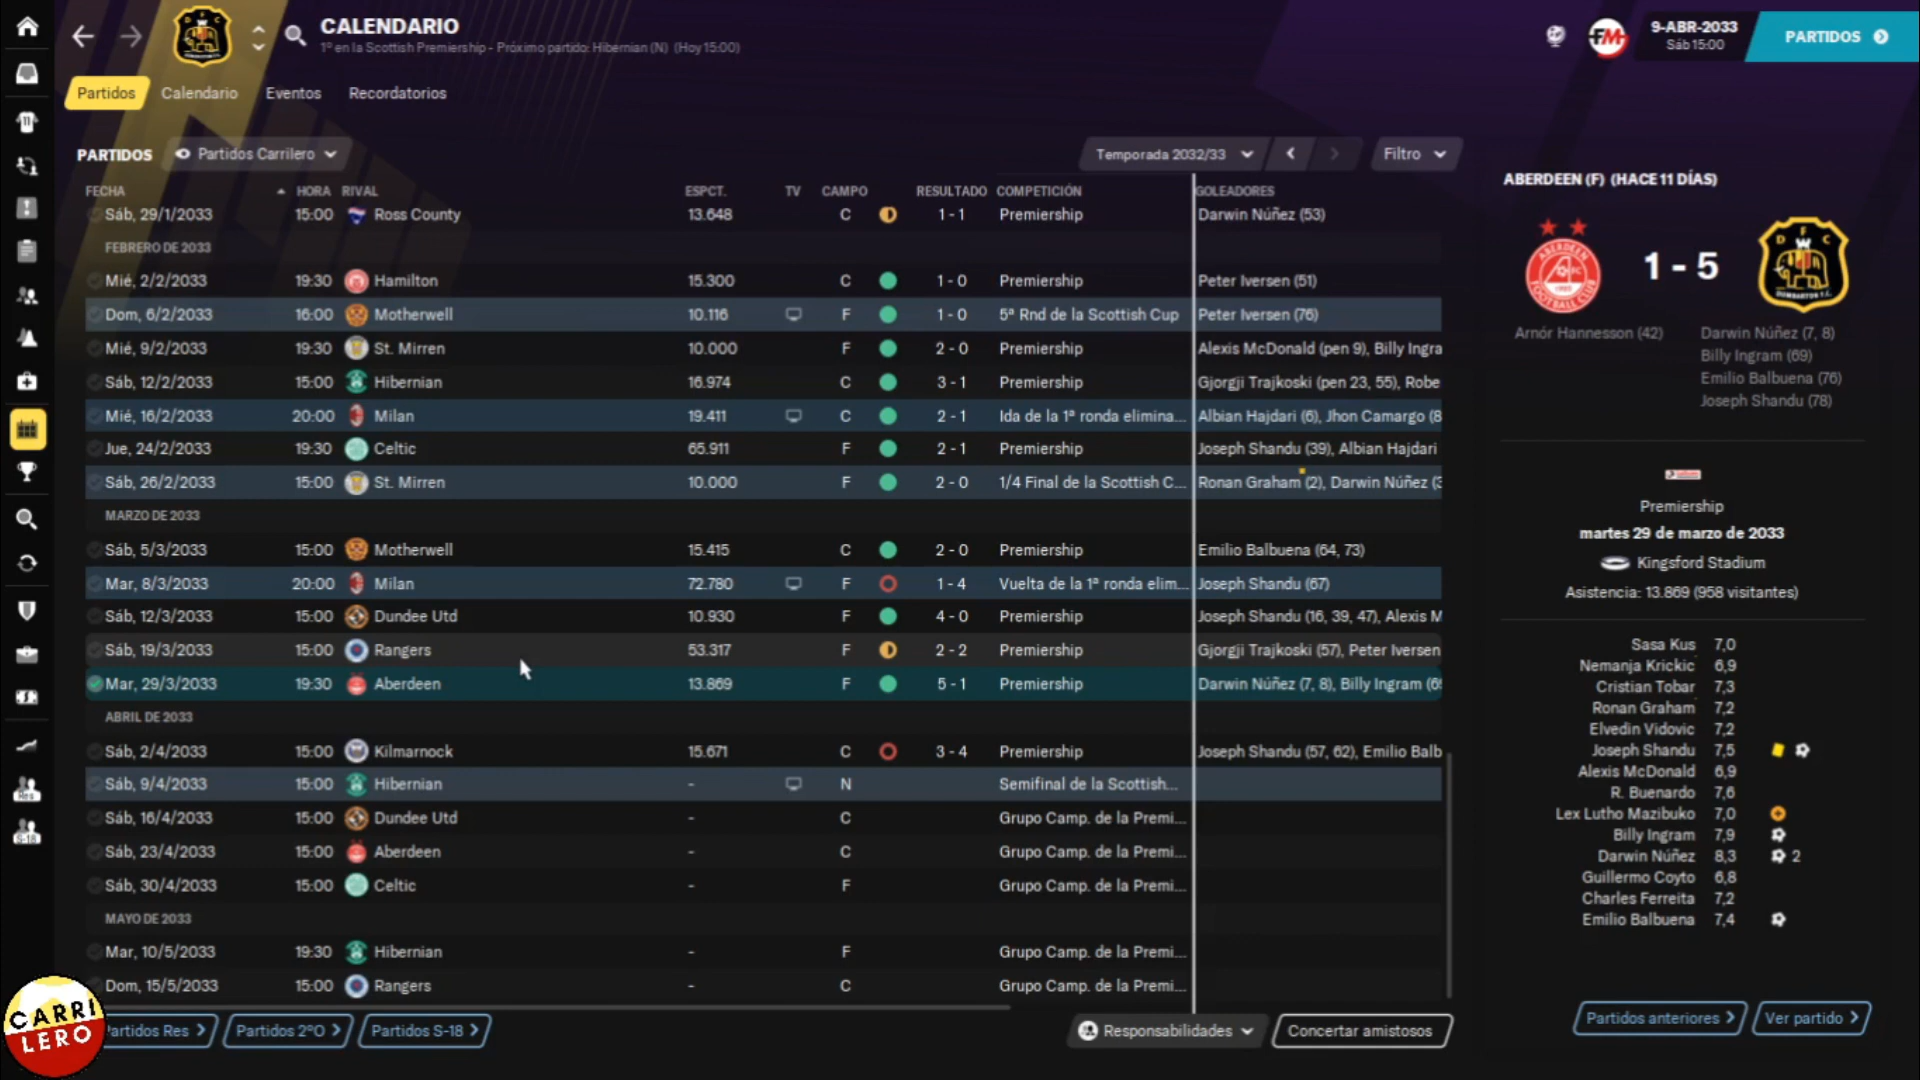 CALENDARIO
1º en la Scottish Premiership - Próximo partido: Hibernian (N) (Hoy 15:00)
FM
9-ABR-2033
Sáb 15:00
PARTIDOS
Partidos
Calendario
Eventos
Recordatorios
PARTIDOS
Partidos Carrilero
Temporada 2032/33
Filtro
FECHA HORA RIVAL ESPCT. TV CAMPO RESULTADO COMPETICIÓN GOLEADORES
Sáb, 29/1/2033 15:00 Ross County 13.648 C 1 - 1 Premiership Darwin Núñez (53)
FEBRERO DE 2033
Mié, 2/2/2033 19:30 Hamilton 15.300 C 1 - 0 Premiership Peter Iversen (51)
Dom, 6/2/2033 16:00 Motherwell 10.116 F 1 - 0 5ª Rnd de la Scottish Cup Peter Iversen (76)
Mié, 9/2/2033 19:30 St. Mirren 10.000 F 2 - 0 Premiership Alexis McDonald (pen 9), Billy Ingra
Sáb, 12/2/2033 15:00 Hibernian 16.974 C 3 - 1 Premiership Gjorgji Trajkoski (pen 23, 55), Robe
Mié, 16/2/2033 20:00 Milan 19.411 C 2 - 1 Ida de la 1ª ronda elimina... Albian Hajdari (6), Jhon Camargo (8
Jue, 24/2/2033 19:30 Celtic 65.911 F 2 - 1 Premiership Joseph Shandu (39), Albian Hajdari
Sáb, 26/2/2033 15:00 St. Mirren 10.000 F 2 - 0 1/4 Final de la Scottish C... Ronan Graham (2), Darwin Núñez (3
MARZO DE 2033
Sáb, 5/3/2033 15:00 Motherwell 15.415 C 2 - 0 Premiership Emilio Balbuena (64, 73)
Mar, 8/3/2033 20:00 Milan 72.780 F 1 - 4 Vuelta de la 1ª ronda elim... Joseph Shandu (67)
Sáb, 12/3/2033 15:00 Dundee Utd 10.930 F 4 - 0 Premiership Joseph Shandu (16, 39, 47), Alexis M
Sáb, 19/3/2033 15:00 Rangers 53.317 F 2 - 2 Premiership Gjorgji Trajkoski (57), Peter Iversen
Mar, 29/3/2033 19:30 Aberdeen 13.869 F 5 - 1 Premiership Darwin Núñez (7, 8), Billy Ingram (69
ABRIL DE 2033
Sáb, 2/4/2033 15:00 Kilmarnock 15.671 C 3 - 4 Premiership Joseph Shandu (57, 62), Emilio Balb
Sáb, 9/4/2033 15:00 Hibernian - N Semifinal de la Scottish...
Sáb, 16/4/2033 15:00 Dundee Utd - C Grupo Camp. de la Premi...
Sáb, 23/4/2033 15:00 Aberdeen - C Grupo Camp. de la Premi...
Sáb, 30/4/2033 15:00 Celtic - F Grupo Camp. de la Premi...
MAYO DE 2033
Mar, 10/5/2033 19:30 Hibernian - F Grupo Camp. de la Premi...
Dom, 15/5/2033 15:00 Rangers - C Grupo Camp. de la Premi...
Partidos Res
Partidos 2ºO
Partidos S-18
Responsabilidades
Concertar amistosos
CARRI
LERO
ABERDEEN (F) (HACE 11 DÍAS)
1 - 5
Arnór Hannesson (42)
Darwin Núñez (7, 8)
Billy Ingram (69)
Emilio Balbuena (76)
Joseph Shandu (78)
Premiership
martes 29 de marzo de 2033
Kingsford Stadium
Asistencia: 13.869 (958 visitantes)
Sasa Kus 7,0
Nemanja Krickic 6,9
Cristian Tobar 7,3
Ronan Graham 7,2
Elvedin Vidovic 7,2
Joseph Shandu 7,5
Alexis McDonald 6,9
R. Buenardo 7,6
Lex Lutho Mazibuko 7,0
Billy Ingram 7,9
Darwin Núñez 8,3 2
Guillermo Coyto 6,8
Charles Ferreita 7,2
Emilio Balbuena 7,4
Partidos anteriores
Ver partido